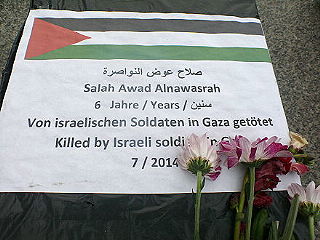 صلاح عوض النواصرة
Salah Awad Alnawasrah
6 Jahre / Years / سنين
Von israelischen Soldaten in Gaza getötet
Killed by Israeli
7 / 2014